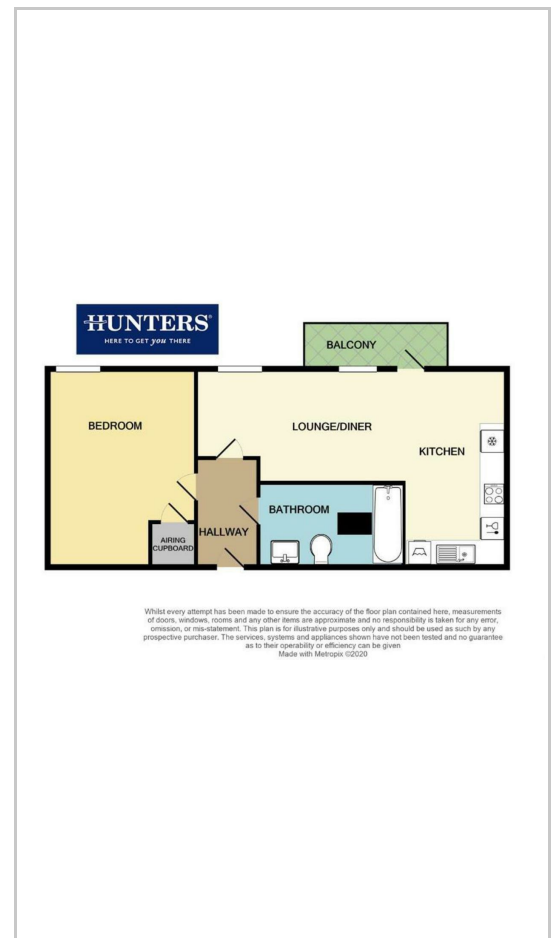 HUNTERS®
HERE TO GET you THERE
BALCONY
BEDROOM
LOUNGE/DINER
KITCHEN
BATHROOM
HALLWAY
AIRING
CUPBOARD
Whilst every attempt has been made to ensure the accuracy of the floor plan contained here, measurements
of doors, windows, rooms and any other items are approximate and no responsibility is taken for any error,
omission, or mis-statement. This plan is for illustrative purposes only and should be used as such by any
prospective purchaser. The services, systems and appliances shown have not been tested and no guarantee
as to their operability or efficiency can be given
Made with Metropix ©2020